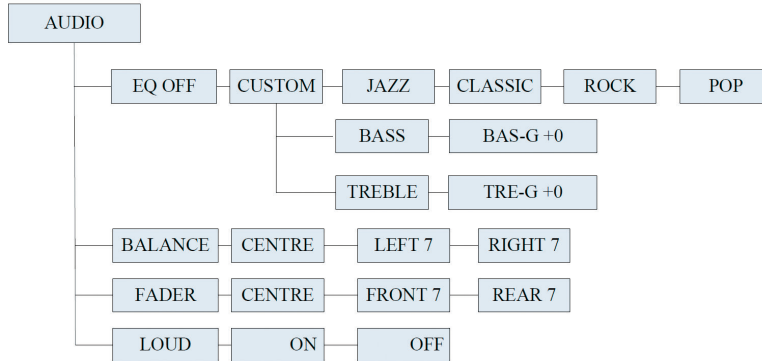 AUDIO
EQ OFF CUSTOM JAZZ CLASSIC ROCK POP
BASS BAS-G +0
TREBLE TRE-G +0
BALANCE CENTRE LEFT 7 RIGHT 7
FADER CENTRE FRONT 7 REAR 7
LOUD ON OFF